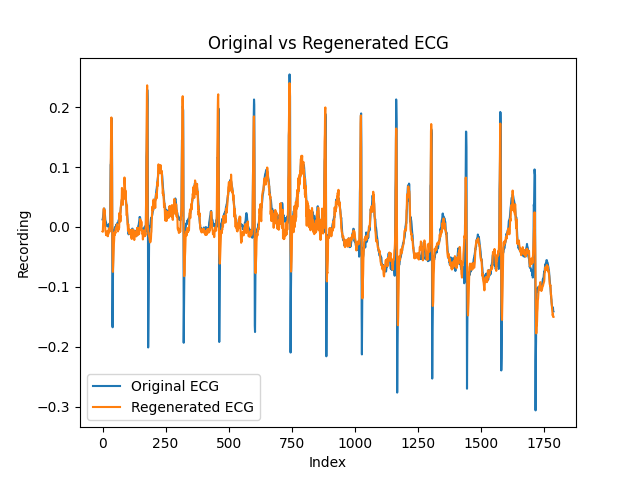 Original vs Regenerated ECG
Recording
0.2
0.1
0.0
−0.1
−0.2
−0.3
Original ECG
Regenerated ECG
0 250 500 750 1000 1250 1500 1750
Index